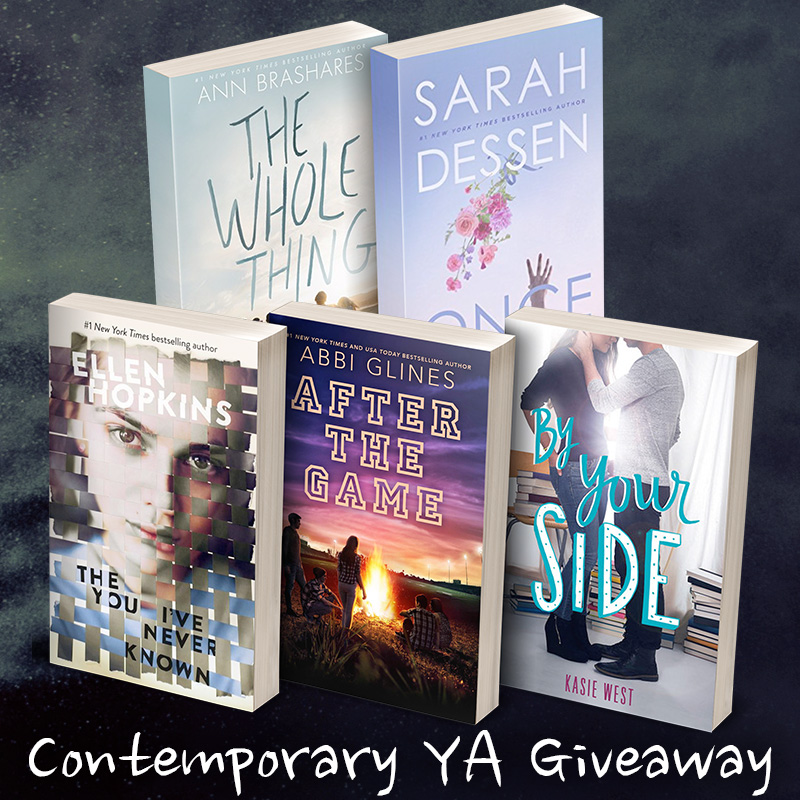 #1 NEW YORK TIMES BESTSELLING AUTHOR
ANN BRASHARES
THE
WHOLE
THING
SARAH
#1 NEW YORK TIMES BESTSELLING AUTHOR
DESSEN
ONCE
#1 New York Times bestselling author
ELLEN
HOPKINS
THE
YOU
I'VE
NEVER
KNOWN
#1 NEW YORK TIMES AND USA TODAY BESTSELLING AUTHOR
ABBI GLINES
AFTER
THE
GAME
By
your
SIDE
KASIE WEST
Contemporary YA Giveaway